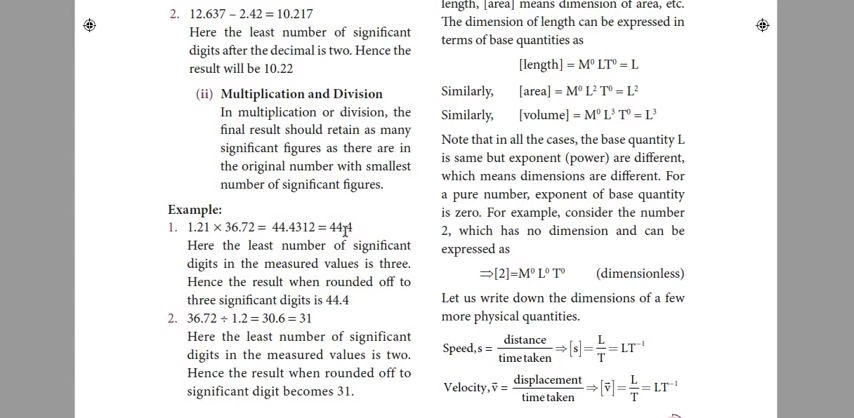 2. 12.637 – 2.42 = 10.217
Here the least number of significant
digits after the decimal is two. Hence the
result will be 10.22
(ii) Multiplication and Division
In multiplication or division, the
final result should retain as many
significant figures as there are in
the original number with smallest
number of significant figures.
Example:
1. 1.21 × 36.72 = 44.4312 = 44.4
Here the least number of significant
digits in the measured values is three.
Hence the result when rounded off to
three significant digits is 44.4
2. 36.72 ÷ 1.2 = 30.6 = 31
Here the least number of significant
digits in the measured values is two.
Hence the result when rounded off to
significant digit becomes 31.
length, [area] means dimension of area, etc.
The dimension of length can be expressed in
terms of base quantities as
[length] = M⁰ LT⁰ = L
Similarly, [area] = M⁰ L² T⁰ = L²
Similarly, [volume] = M⁰ L³ T⁰ = L³
Note that in all the cases, the base quantity L
is same but exponent (power) are different,
which means dimensions are different. For
a pure number, exponent of base quantity
is zero. For example, consider the number
2, which has no dimension and can be
expressed as
⇒[2]=M⁰ L⁰ T⁰ (dimensionless)
Let us write down the dimensions of a few
more physical quantities.
Speed, s = distance / time taken ⇒ [s] = L / T = LT⁻¹
Velocity, v̄ = displacement / time taken ⇒ [v̄] = L / T = LT⁻¹